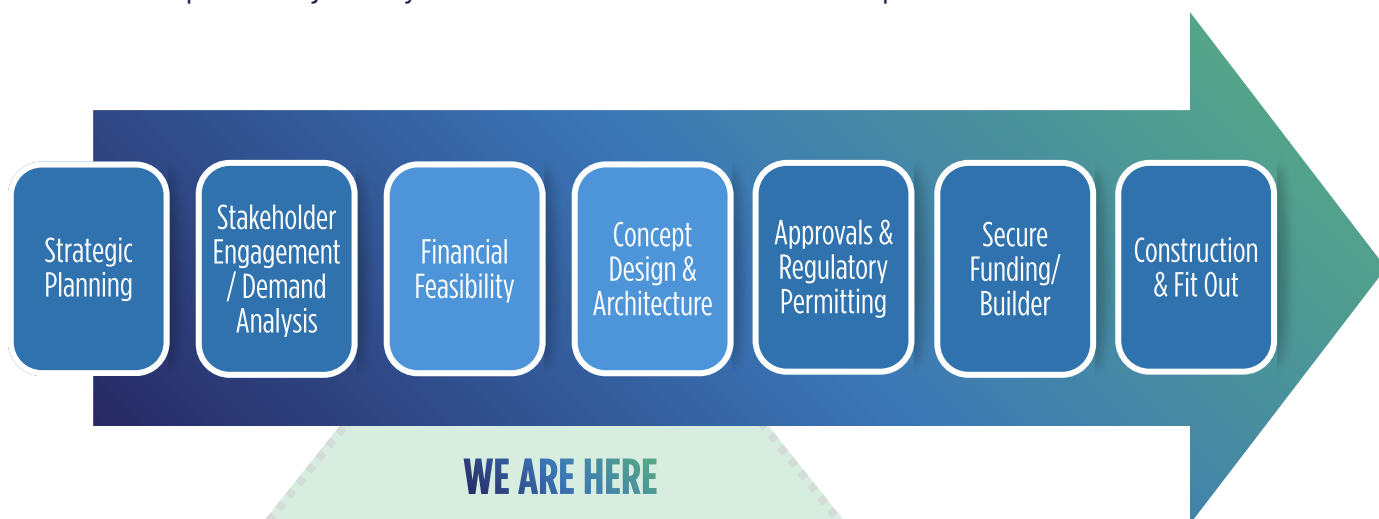 Strategic
Planning
Stakeholder
Engagement
/ Demand
Analysis
Financial
Feasibility
Concept
Design &
Architecture
Approvals &
Regulatory
Permitting
Secure
Funding/
Builder
Construction
& Fit Out
WE ARE HERE